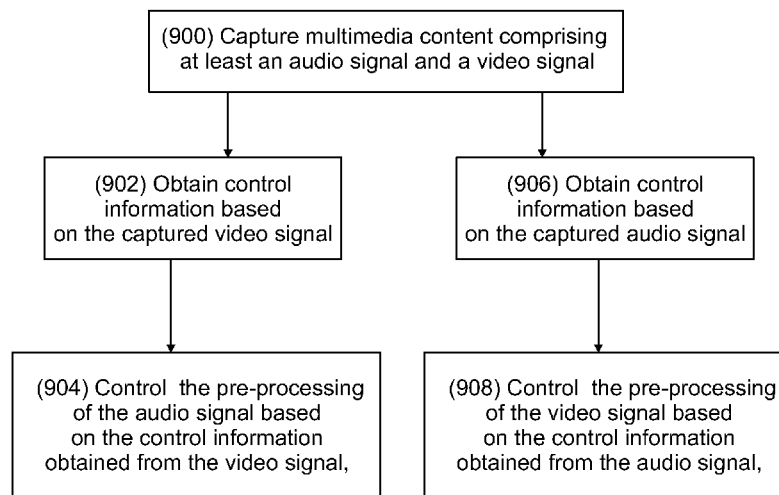 (900) Capture multimedia content comprising
at least an audio signal and a video signal
(902) Obtain control
information based
on the captured video signal
(906) Obtain control
information based
on the captured audio signal
(904) Control the pre-processing
of the audio signal based
on the control information
obtained from the video signal,
(908) Control the pre-processing
of the video signal based
on the control information
obtained from the audio signal,